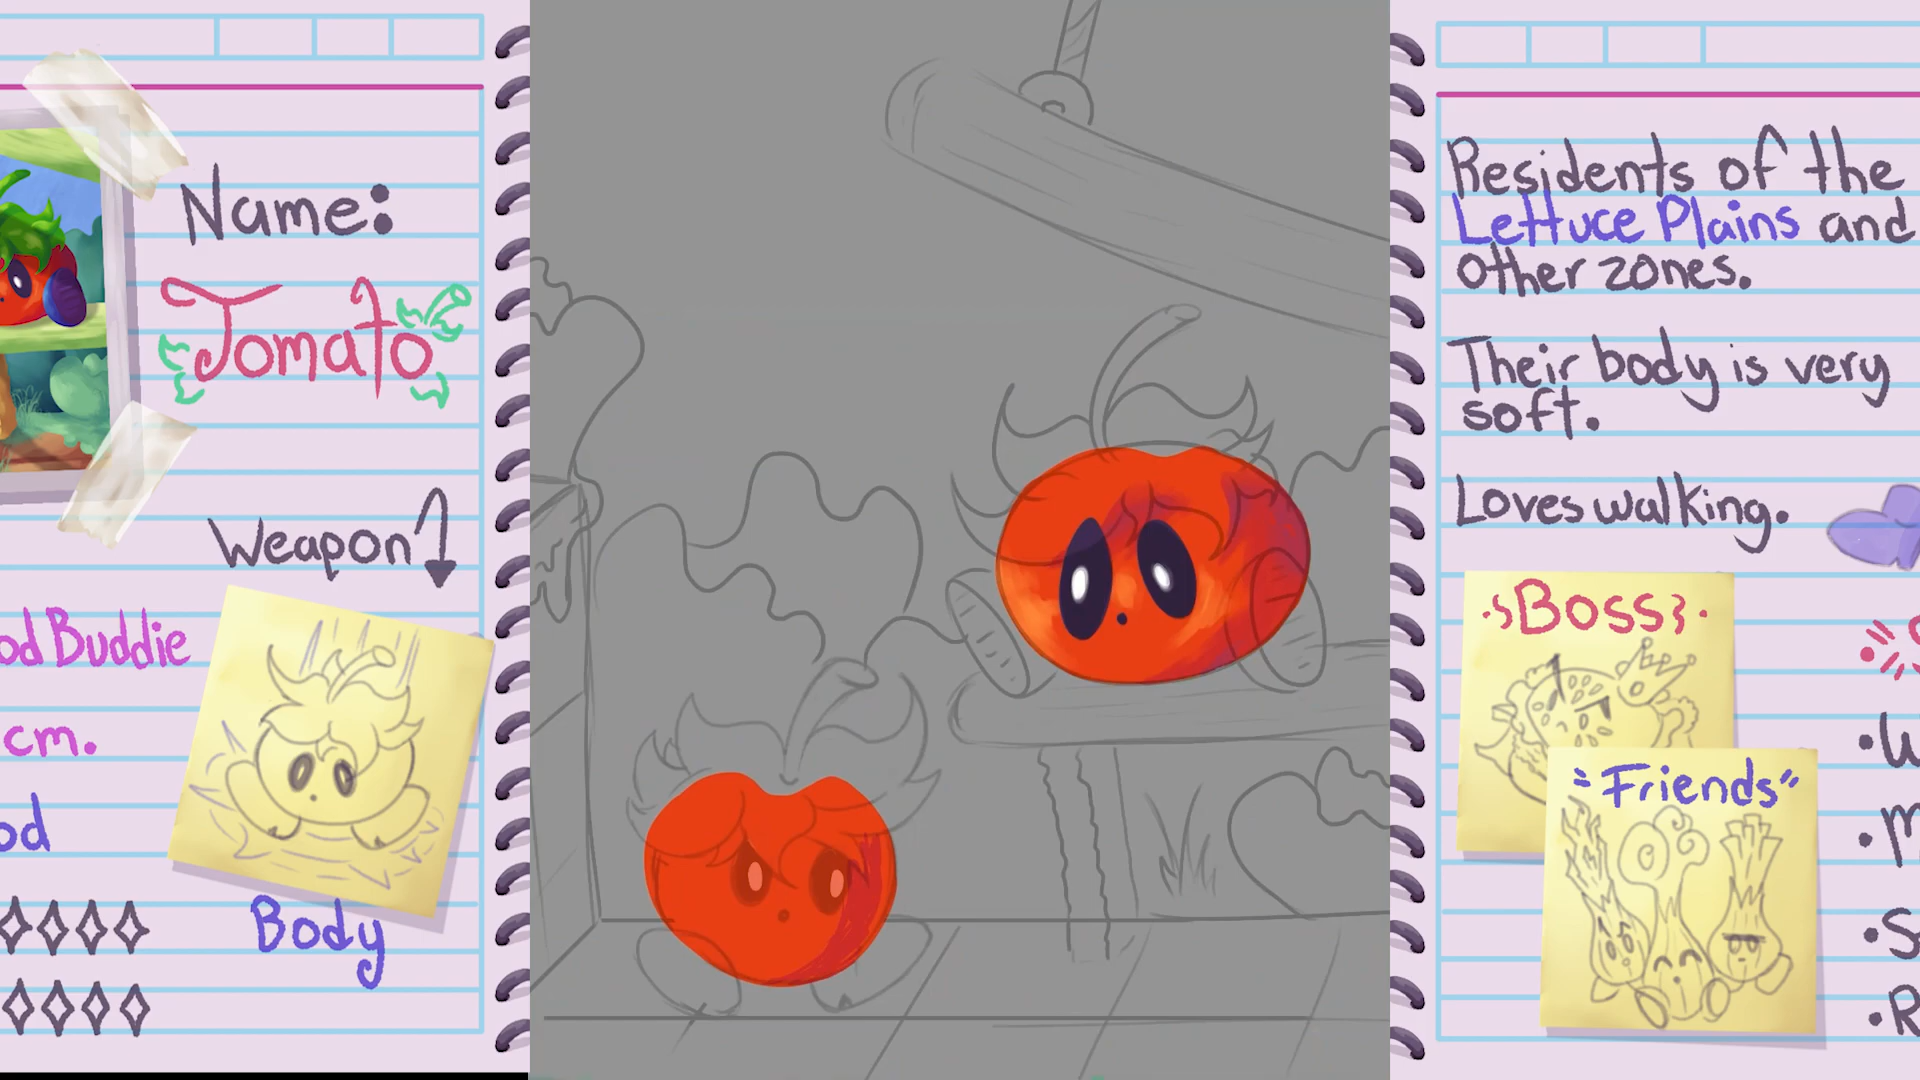 Name:
Tomato
Weapon
od Buddie
cm.
od
Body
Residents of the
Lettuce Plains and
other zones.
Their body is very
soft.
Loves walking.
Boss
"Friends"